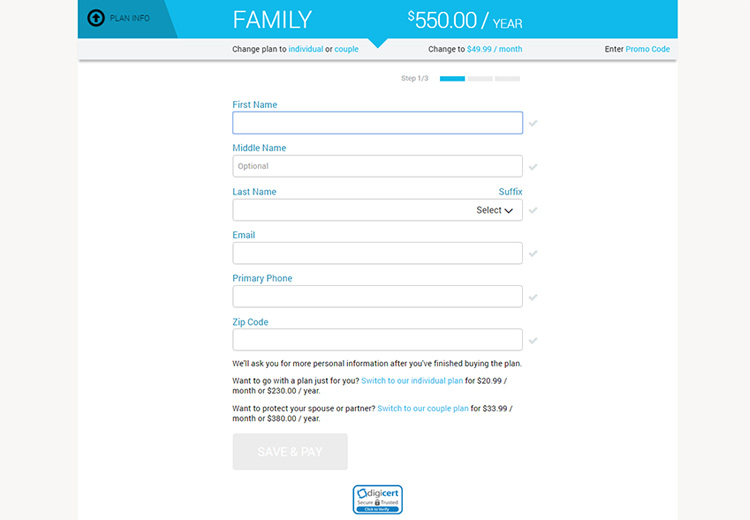 PLAN INFO
FAMILY
$550.00 / YEAR
Change plan to individual or couple
Change to $49.99 / month
Enter Promo Code
Step 1/3
First Name
Middle Name
Optional
Last Name
Suffix
Select
Email
Primary Phone
Zip Code
We'll ask you for more personal information after you've finished buying the plan.
Want to go with a plan just for you? Switch to our individual plan for $20.99 /
month or $230.00 / year.
Want to protect your spouse or partner? Switch to our couple plan for $33.99 /
month or $380.00 / year.
SAVE & PAY
digicert
Secure Trusted
Click to Verify